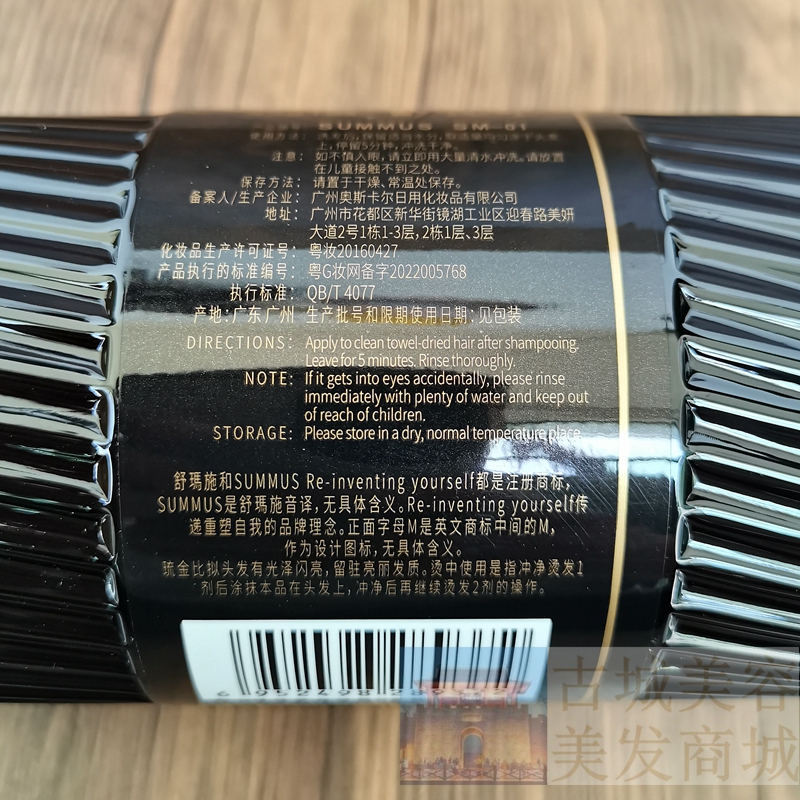 SUMMUS SM-01
上,停留5分钟,冲洗干净。
注意： 如不慎入眼,请立即用大量清水冲洗。请放置
在儿童接触不到之处。
保存方法： 请置于干燥、常温处保存。
备案人/生产企业： 广州奥斯卡尔日用化妆品有限公司
地址： 广州市花都区新华街镜湖工业区迎春路美妍
大道2号1栋1-3层,2栋1层、3层
化妆品生产许可证号： 粤妆20160427
产品执行的标准编号： 粤G妆网备字2022005768
执行标准： QB/T 4077
产地：广东广州 生产批号和限期使用日期：见包装
DIRECTIONS： Apply to clean towel-dried hair after shampooing.
Leave for 5 minutes. Rinse thoroughly.
NOTE： If it gets into eyes accidentally, please rinse
immediately with plenty of water and keep out
of reach of children.
STORAGE： Please store in a dry, normal temperature place.
舒瑪施和SUMMUS Re-inventing yourself都是注册商标,
SUMMUS是舒瑪施音译,无具体含义。Re-inventing yourself传
递重塑自我的品牌理念。正面字母M是英文商标中间的M,
作为设计图标,无具体含义。
琉金比拟头发有光泽闪亮，留驻亮丽发质。烫中使用是指冲净烫发1
剂后涂抹本品在头发上，冲净后再继续烫发2剂的操作。
古城美容
美发商城